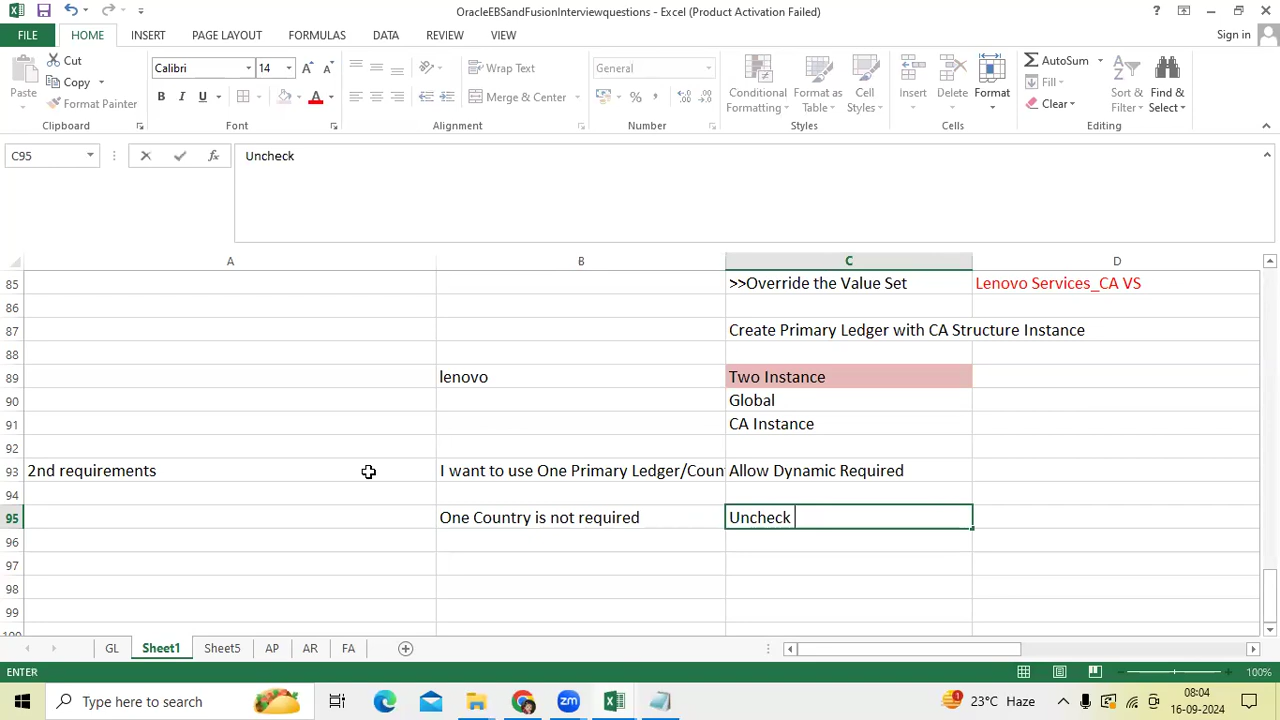 OracleEBSandFusionInterviewquestions - Excel (Product Activation Failed)
FILE HOME INSERT PAGE LAYOUT FORMULAS DATA REVIEW VIEW Sign in
Paste Cut Copy Format Painter
Clipboard
Calibri 14
B I U A
Font
Wrap Text
Merge & Center
Alignment
General
%
Number
Conditional Formatting
Format as Table
Cell Styles
Styles
Insert Delete Format
Cells
AutoSum
Fill
Clear
Sort & Filter
Find & Select
Editing
C95 fx Uncheck
A B C D
85 >>Override the Value Set Lenovo Services_CA VS
86
87 Create Primary Ledger with CA Structure Instance
88
89 lenovo Two Instance
90 Global
91 CA Instance
92
93 2nd requirements I want to use One Primary Ledger/Coun Allow Dynamic Required
94
95 One Country is not required Uncheck
96
97
98
99
100
GL Sheet1 Sheet5 AP AR FA
ENTER 100%
Type here to search
1 23°C Haze
08:04
16-09-2024